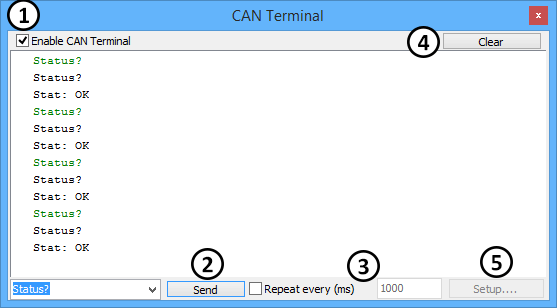 1
CAN Terminal
x
Enable CAN Terminal
4
Clear
Status?
Status?
Stat: OK
Status?
Status?
Stat: OK
Status?
Status?
Stat: OK
Status?
Status?
Stat: OK
2
3
5
Status?
Send
Repeat every (ms)
1000
Setup....